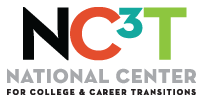 NC³T
NATIONAL CENTER
FOR COLLEGE & CAREER TRANSITIONS